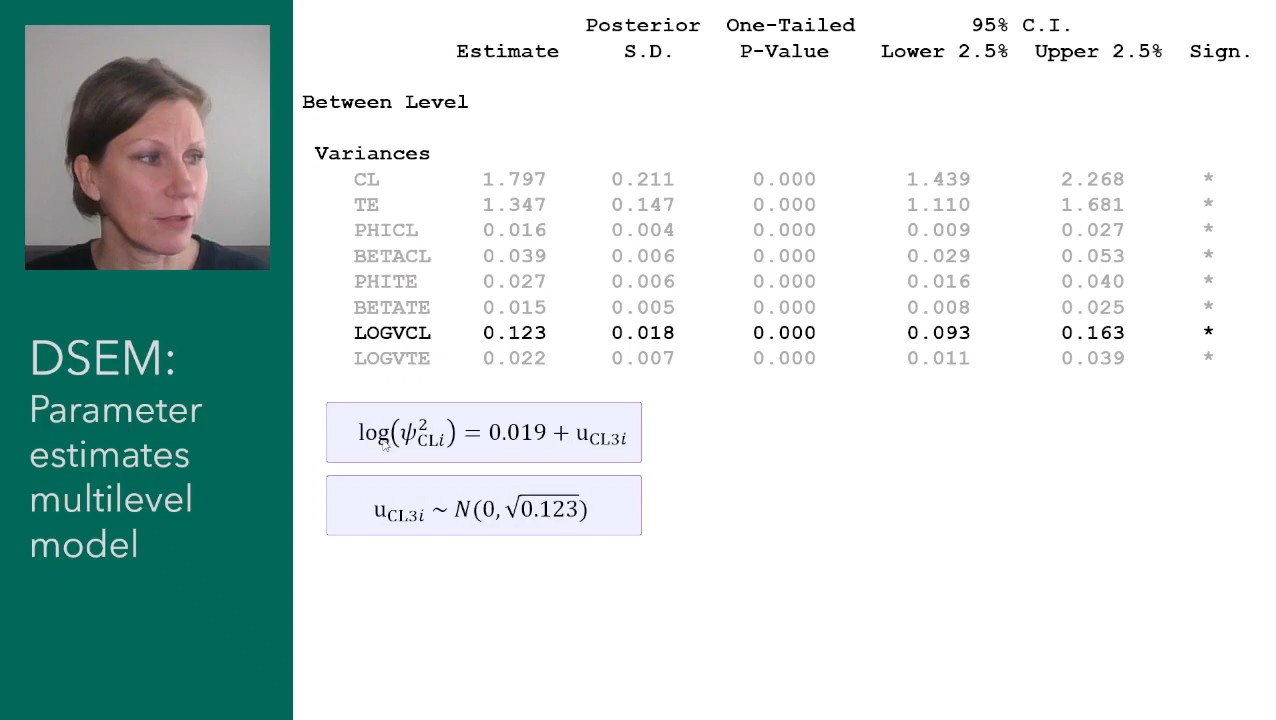 Posterior One-Tailed 95% C.I.
Estimate S.D. P-Value Lower 2.5% Upper 2.5% Sign.
Between Level
Variances
CL 1.797 0.211 0.000 1.439 2.268 *
TE 1.347 0.147 0.000 1.110 1.681 *
PHICL 0.016 0.004 0.000 0.009 0.027 *
BETACL 0.039 0.006 0.000 0.029 0.053 *
PHITE 0.027 0.006 0.000 0.016 0.040 *
BETATE 0.015 0.005 0.000 0.008 0.025 *
LOGVCL 0.123 0.018 0.000 0.093 0.163 *
LOGVTE 0.022 0.007 0.000 0.011 0.039 *
DSEM:
Parameter
estimates
multilevel
model
log(ψ²CLi) = 0.019 + uCL3i
uCL3i ~ N(0, √0.123)